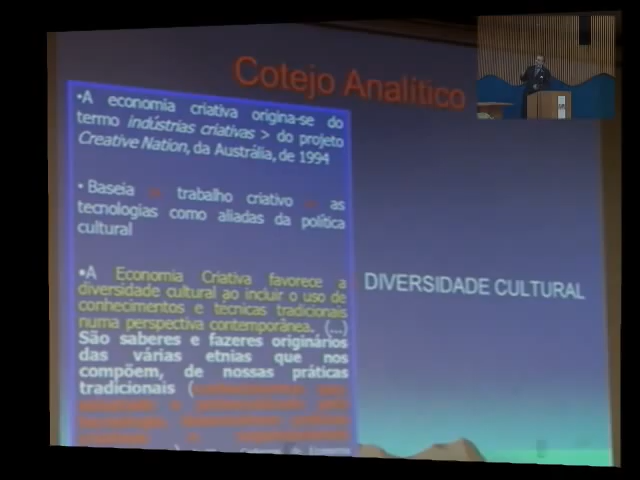 Cotejo Analítico
•A economia criativa origina-se do
termo indústrias criativas > do projeto
Creative Nation, da Austrália, de 1994
• Baseia trabalho criativo as
tecnologias como aliadas da política
cultural
•A Economia Criativa favorece a
diversidade cultural ao incluir o uso de
conhecimentos e técnicas tradicionais
numa perspectiva contemporânea. (...)
São saberes e fazeres originários
das várias etnias que nos
compõem, de nossas práticas
tradicionais (
DIVERSIDADE CULTURAL